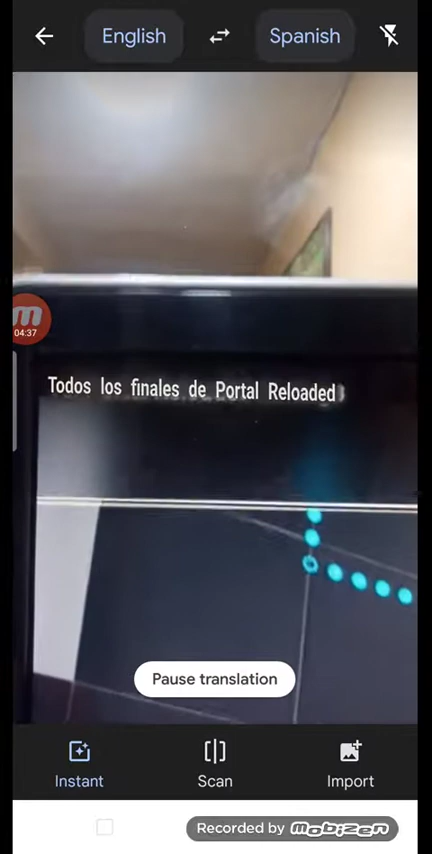 English
Spanish
04:37
Todos los finales de Portal Reloaded
Pause translation
Instant
Scan
Import
Recorded by MOBIZEN